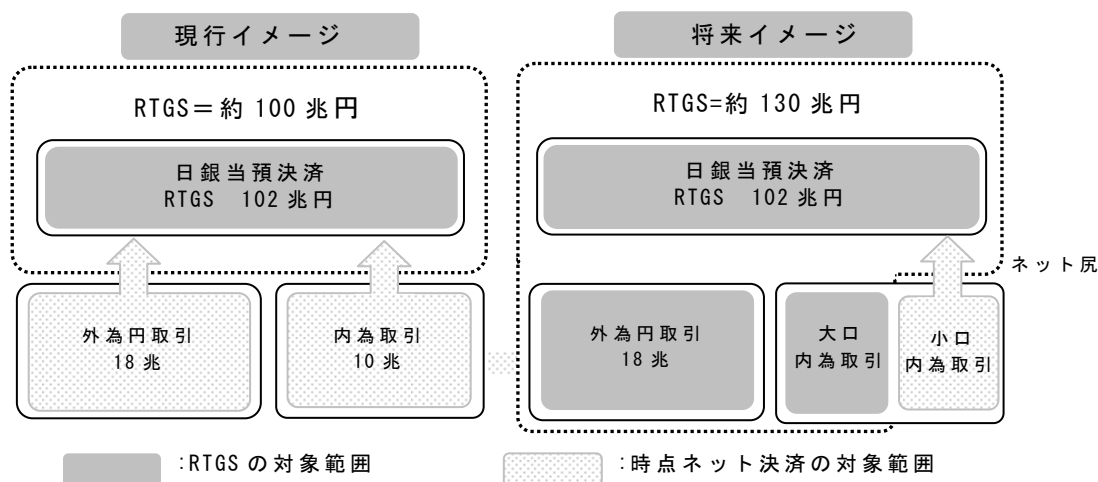 現行イメージ
RTGS＝約 100 兆円
日銀当預決済
RTGS 102 兆円
外為円取引
18 兆
内為取引
10 兆
将来イメージ
RTGS=約 130 兆円
日銀当預決済
RTGS 102 兆円
ネット尻
外為円取引
18 兆
大口
内為取引
小口
内為取引
:RTGS の対象範囲
:時点ネット決済の対象範囲